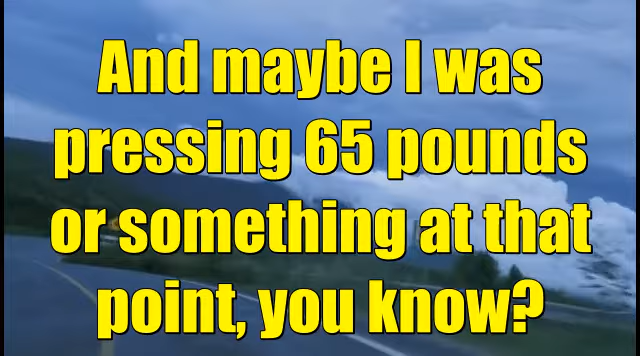 And maybe I was
pressing 65 pounds
or something at that
point, you know?